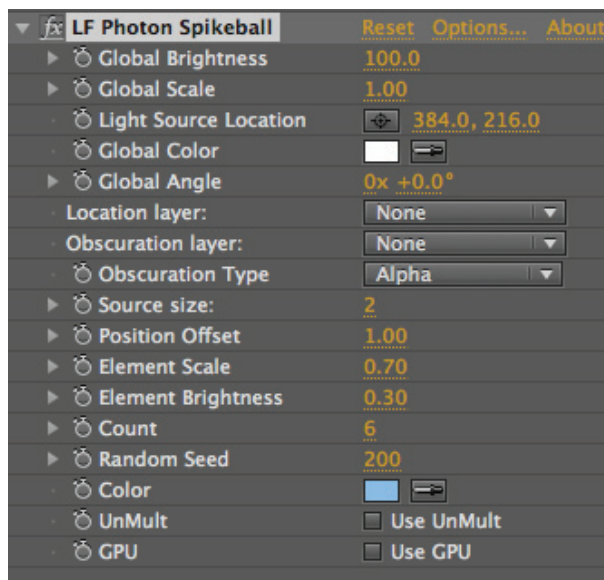 fx LF Photon Spikeball Reset Options... About
Global Brightness 100.0
Global Scale 1.00
Light Source Location 384.0, 216.0
Global Color
Global Angle 0x +0.0°
Location layer: None
Obscuration layer: None
Obscuration Type Alpha
Source size: 2
Position Offset 1.00
Element Scale 0.70
Element Brightness 0.30
Count 6
Random Seed 200
Color
UnMult Use UnMult
GPU Use GPU